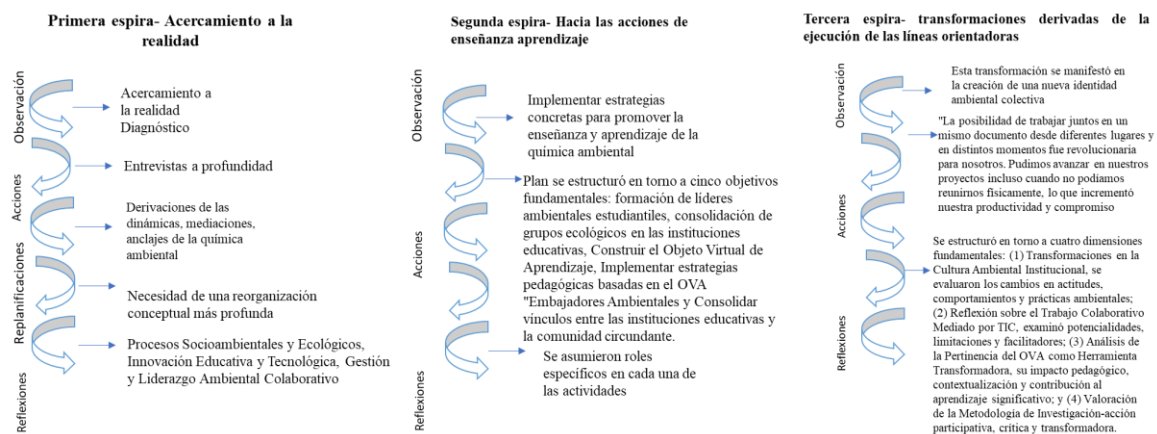 Primera espira- Acercamiento a la
realidad
Observación
Acciones
Replanificaciones
Reflexiones
Acercamiento a
la realidad
Diagnóstico
Entrevistas a profundidad
Derivaciones de las
dinámicas, mediaciones,
anclajes de la química
ambiental
Necesidad de una reorganización
conceptual más profunda
Procesos Socioambientales y Ecológicos,
Innovación Educativa y Tecnológica, Gestión
y Liderazgo Ambiental Colaborativo
Segunda espira- Hacia las acciones de
enseñanza aprendizaje
Observación
Acciones
Reflexiones
Implementar estrategias
concretas para promover la
enseñanza y aprendizaje de la
química ambiental
Plan se estructuró en torno a cinco objetivos
fundamentales: formación de líderes
ambientales estudiantiles, consolidación de
grupos ecológicos en las instituciones
educativas, Construir el Objeto Virtual de
Aprendizaje, Implementar estrategias
pedagógicas basadas en el OVA
"Embajadores Ambientales y Consolidar
vínculos entre las instituciones educativas y
la comunidad circundante.
Se asumieron roles
específicos en cada una de
las actividades
Tercera espira- transformaciones derivadas de la
ejecución de las líneas orientadoras
Observación
Acciones
Reflexiones
Esta transformación se manifestó en
la creación de una nueva identidad
ambiental colectiva
"La posibilidad de trabajar juntos en un
mismo documento desde diferentes lugares y
en distintos momentos fue revolucionaria
para nosotros. Pudimos avanzar en nuestros
proyectos incluso cuando no podíamos
reunirnos físicamente, lo que incrementó
nuestra productividad y compromiso
Se estructuró en torno a cuatro dimensiones
fundamentales: (1) Transformaciones en la
Cultura Ambiental Institucional, se
evaluaron los cambios en actitudes,
comportamientos y prácticas ambientales;
(2) Reflexión sobre el Trabajo Colaborativo
Mediado por TIC, examinó potencialidades,
limitaciones y facilitadores; (3) Análisis de
la Pertinencia del OVA como Herramienta
Transformadora, su impacto pedagógico,
contextualización y contribución al
aprendizaje significativo; y (4) Valoración
de la Metodología de Investigación-acción
participativa, crítica y transformadora.